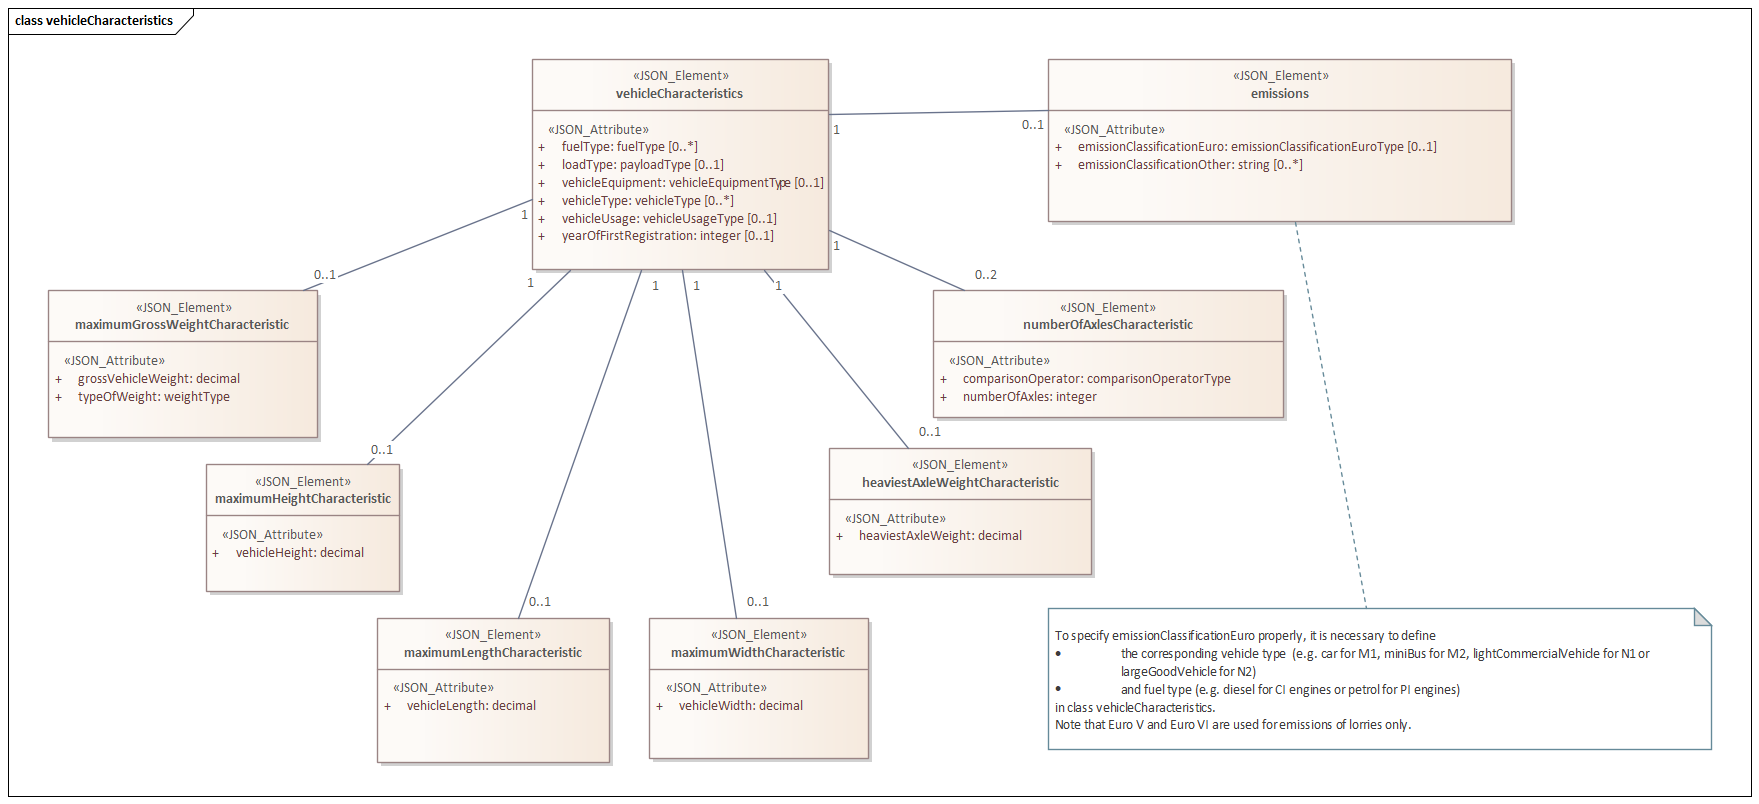 class vehicleCharacteristics
«JSON_Element»
vehicleCharacteristics
«JSON_Attribute»
+ fuelType: fuelType [0..*]
+ loadType: payloadType [0..1]
+ vehicleEquipment: vehicleEquipmentType [0..1]
+ vehicleType: vehicleType [0..*]
+ vehicleUsage: vehicleUsageType [0..1]
+ yearOfFirstRegistration: integer [0..1]
«JSON_Element»
emissions
«JSON_Attribute»
+ emissionClassificationEuro: emissionClassificationEuroType [0..1]
+ emissionClassificationOther: string [0..*]
1
0..1
1
0..1
1
0..2
1
0..1
1
0..1
1
0..1
1
0..1
«JSON_Element»
maximumGrossWeightCharacteristic
«JSON_Attribute»
+ grossVehicleWeight: decimal
+ typeOfWeight: weightType
«JSON_Element»
numberOfAxlesCharacteristic
«JSON_Attribute»
+ comparisonOperator: comparisonOperatorType
+ numberOfAxles: integer
«JSON_Element»
maximumHeightCharacteristic
«JSON_Attribute»
+ vehicleHeight: decimal
«JSON_Element»
heaviestAxleWeightCharacteristic
«JSON_Attribute»
+ heaviestAxleWeight: decimal
«JSON_Element»
maximumLengthCharacteristic
«JSON_Attribute»
+ vehicleLength: decimal
«JSON_Element»
maximumWidthCharacteristic
«JSON_Attribute»
+ vehicleWidth: decimal
To specify emissionClassificationEuro properly, it is necessary to define
• the corresponding vehicle type (e.g. car for M1, miniBus for M2, lightCommercialVehicle for N1 or
largeGoodVehicle for N2)
• and fuel type (e.g. diesel for CI engines or petrol for PI engines)
in class vehicleCharacteristics.
Note that Euro V and Euro VI are used for emissions of lorries only.